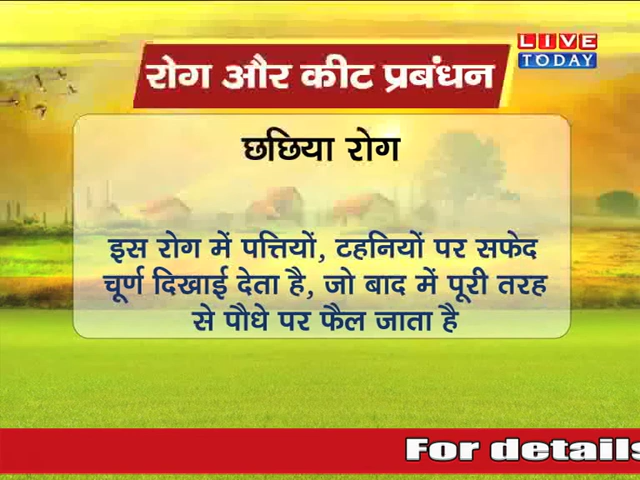 LIVE
TODAY
रोग और कीट प्रबंधन
छछिया रोग
इस रोग में पत्तियों, टहनियों पर सफेद
चूर्ण दिखाई देता है, जो बाद में पूरी तरह
से पौधे पर फैल जाता है
For details